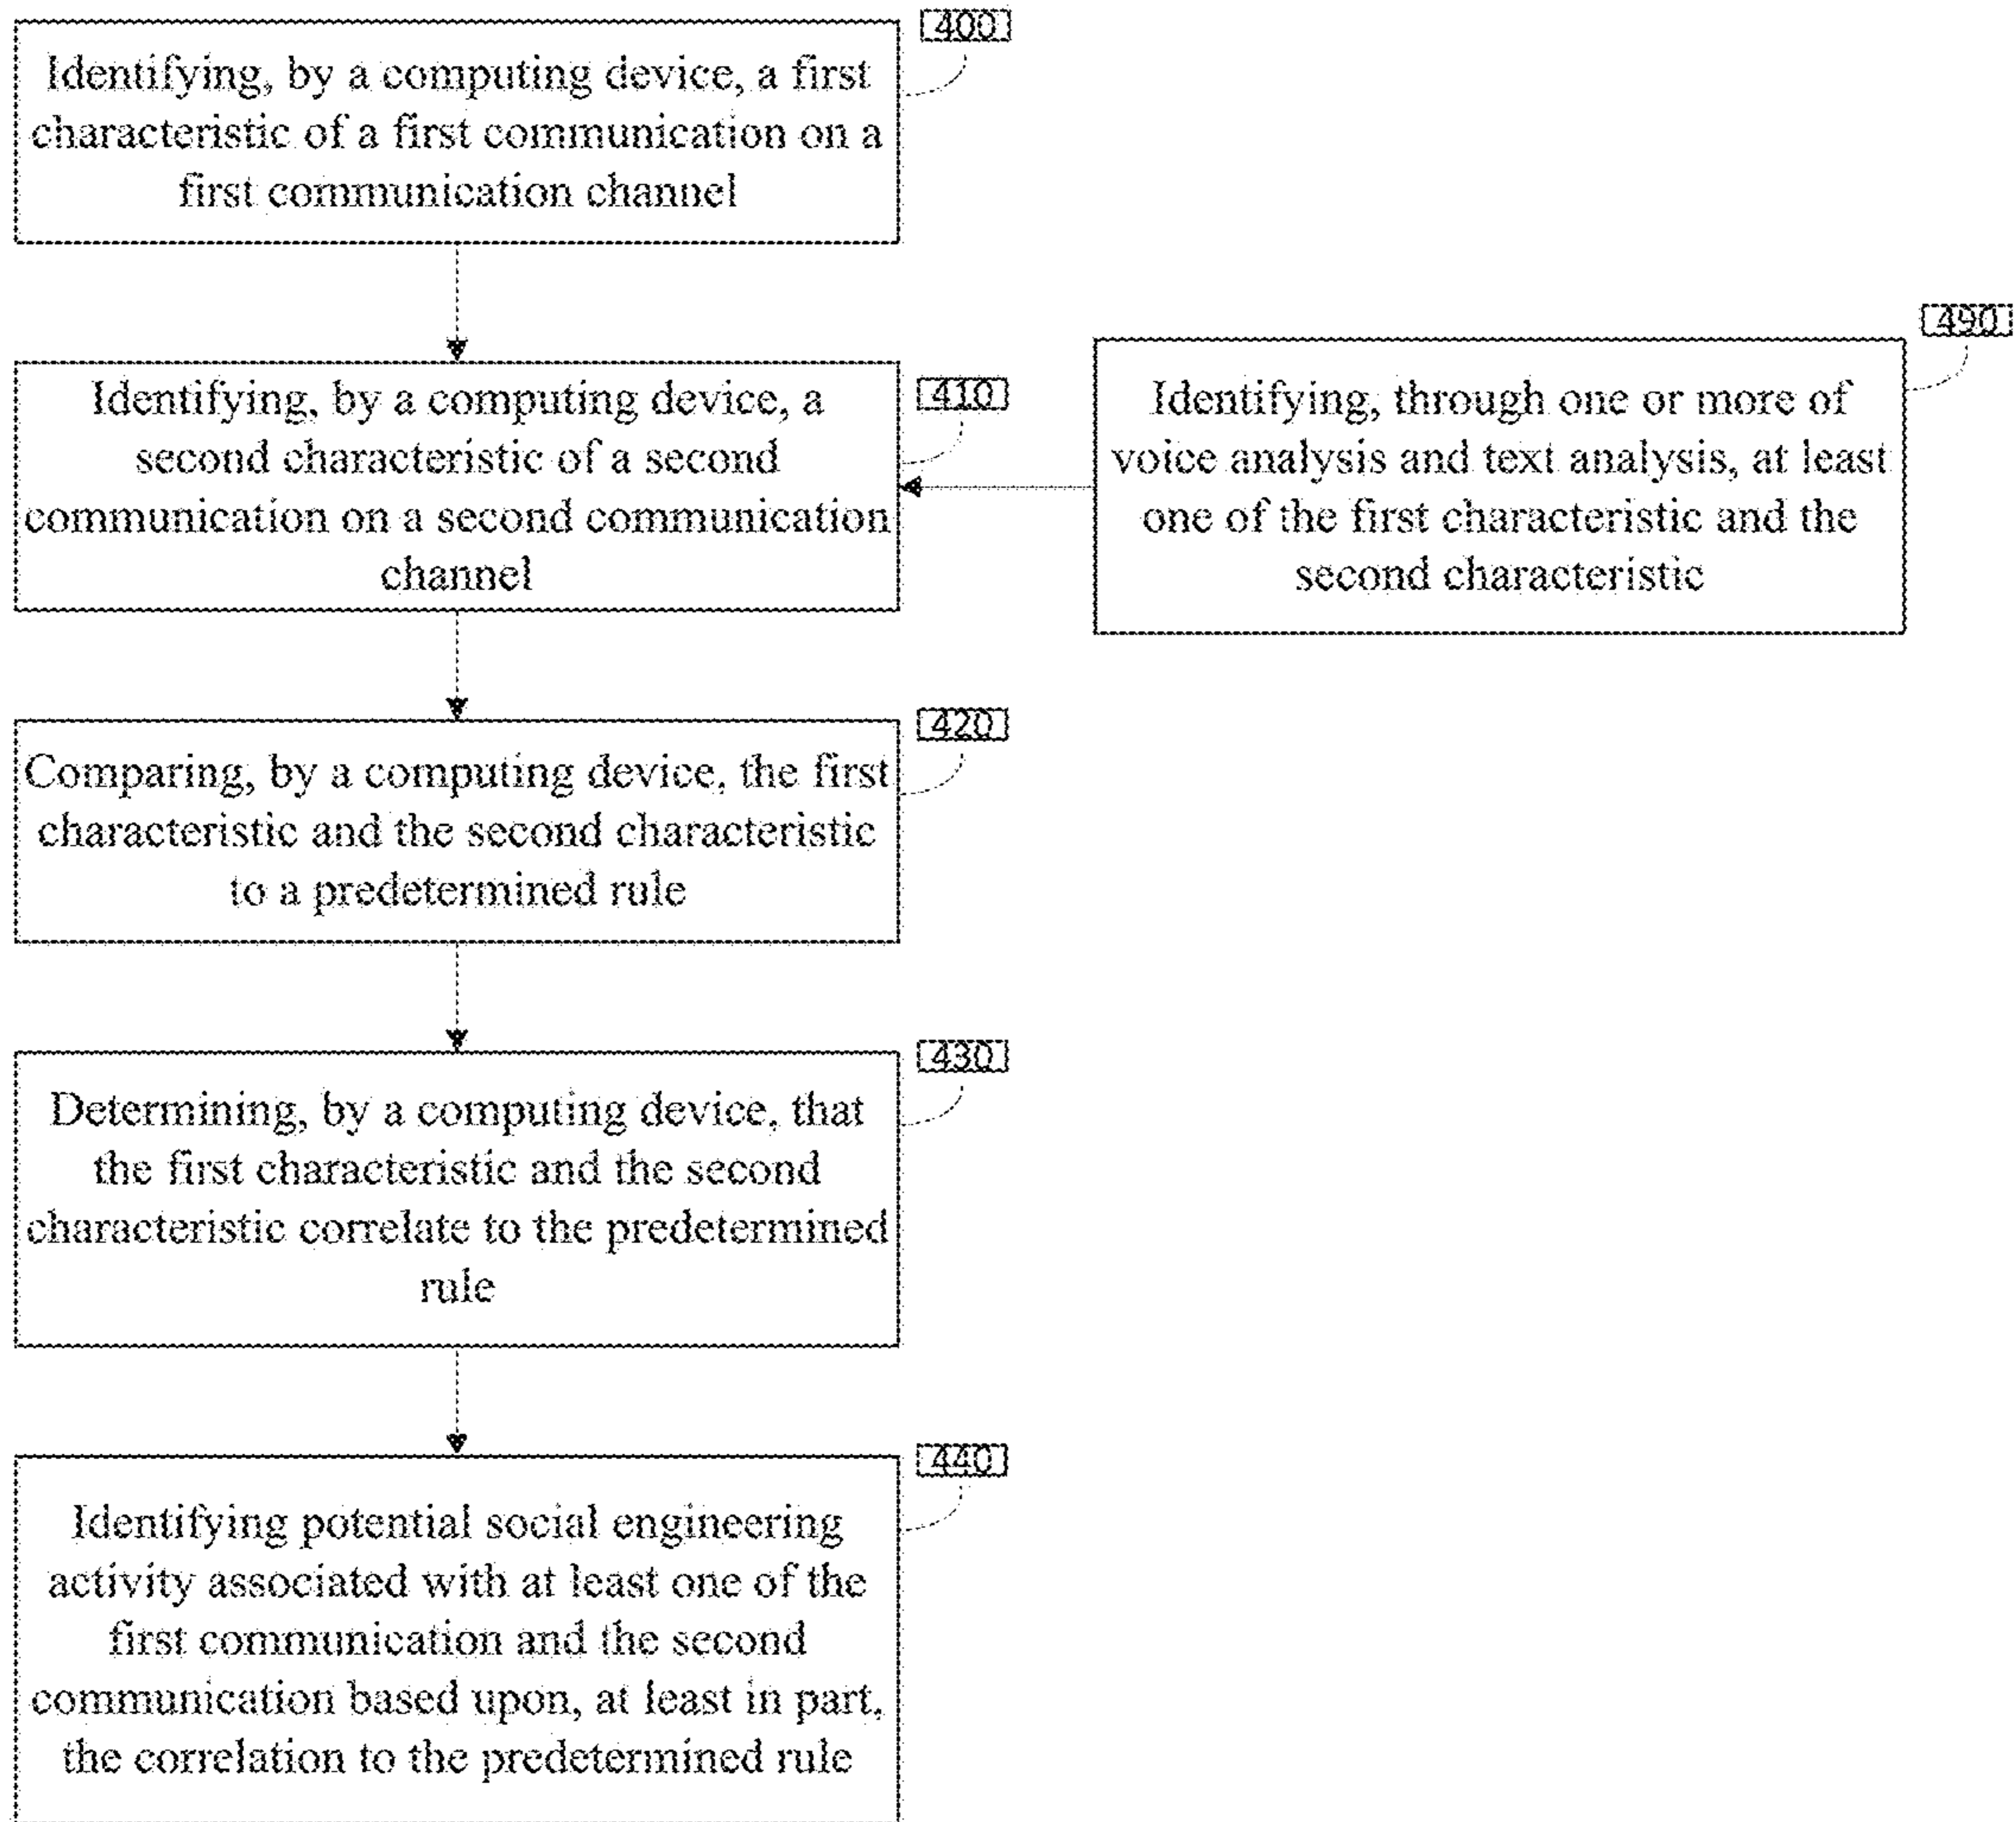 400
Identifying, by a computing device, a first
characteristic of a first communication on a
first communication channel
410
Identifying, by a computing device, a
second characteristic of a second
communication on a second communication
channel
490
Identifying, through one or more of
voice analysis and text analysis, at least
one of the first characteristic and the
second characteristic
420
Comparing, by a computing device, the first
characteristic and the second characteristic
to a predetermined rule
430
Determining, by a computing device, that
the first characteristic and the second
characteristic correlate to the predetermined
rule
440
Identifying potential social engineering
activity associated with at least one of the
first communication and the second
communication based upon, at least in part,
the correlation to the predetermined rule